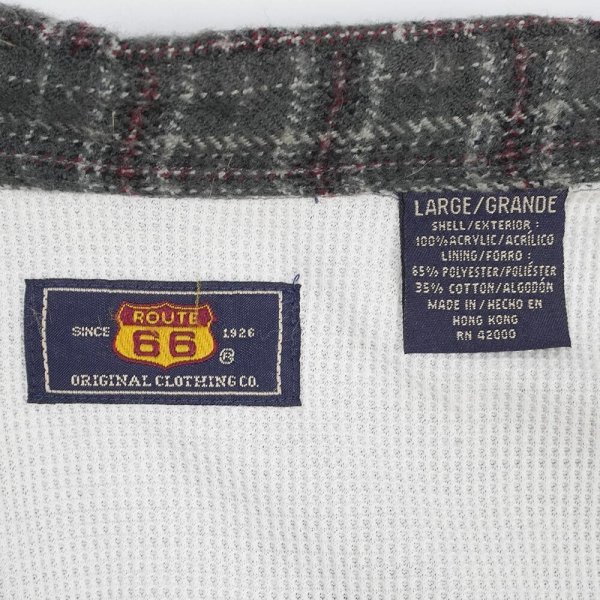 LARGE/GRANDE
SHELL/EXTERIOR :
100% ACRYLIC/ACRÍLICO
LINING/FORRO :
65% POLYESTER/POLIÉSTER
35% COTTON/ALGODÓN
MADE IN / HECHO EN
HONG KONG
RN 42000
ROUTE
SINCE 66 1926
®
ORIGINAL CLOTHING CO.